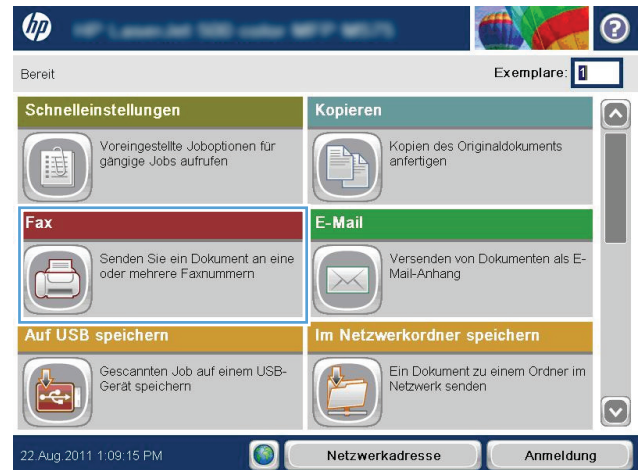 hp
Bereit
Exemplare: 1
Schnelleinstellungen
Voreingestellte Joboptionen für
gängige Jobs aufrufen
Kopieren
Kopien des Originaldokuments
anfertigen
Fax
Senden Sie ein Dokument an eine
oder mehrere Faxnummern
E-Mail
Versenden von Dokumenten als E-
Mail-Anhang
Auf USB speichern
Gescannten Job auf einem USB-
Gerät speichern
Im Netzwerkordner speichern
Ein Dokument zu einem Ordner im
Netzwerk senden
22.Aug.2011 1:09:15 PM
Netzwerkadresse
Anmeldung